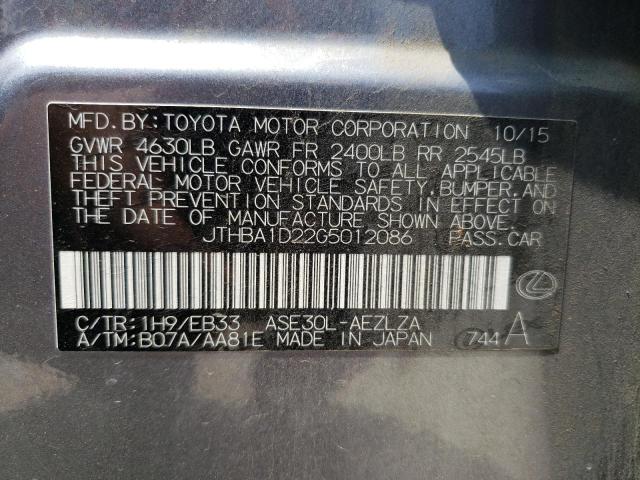 MFD.BY:TOYOTA MOTOR CORPORATION 10/15
GVWR 4630LB GAWR FR 2400LB RR 2545LB
THIS VEHICLE CONFORMS TO ALL APPLICABLE
FEDERAL MOTOR VEHICLE SAFETY,BUMPER,AND
THEFT PREVENTION STANDARDS IN EFFECT ON
THE DATE OF MANUFACTURE SHOWN ABOVE.
JTHBA1D22G5012086 PASS.CAR
C/TR:1H9/EB33 ASE30L-AEZLZA
A/TM:B07A/AA81E MADE IN JAPAN 744 A